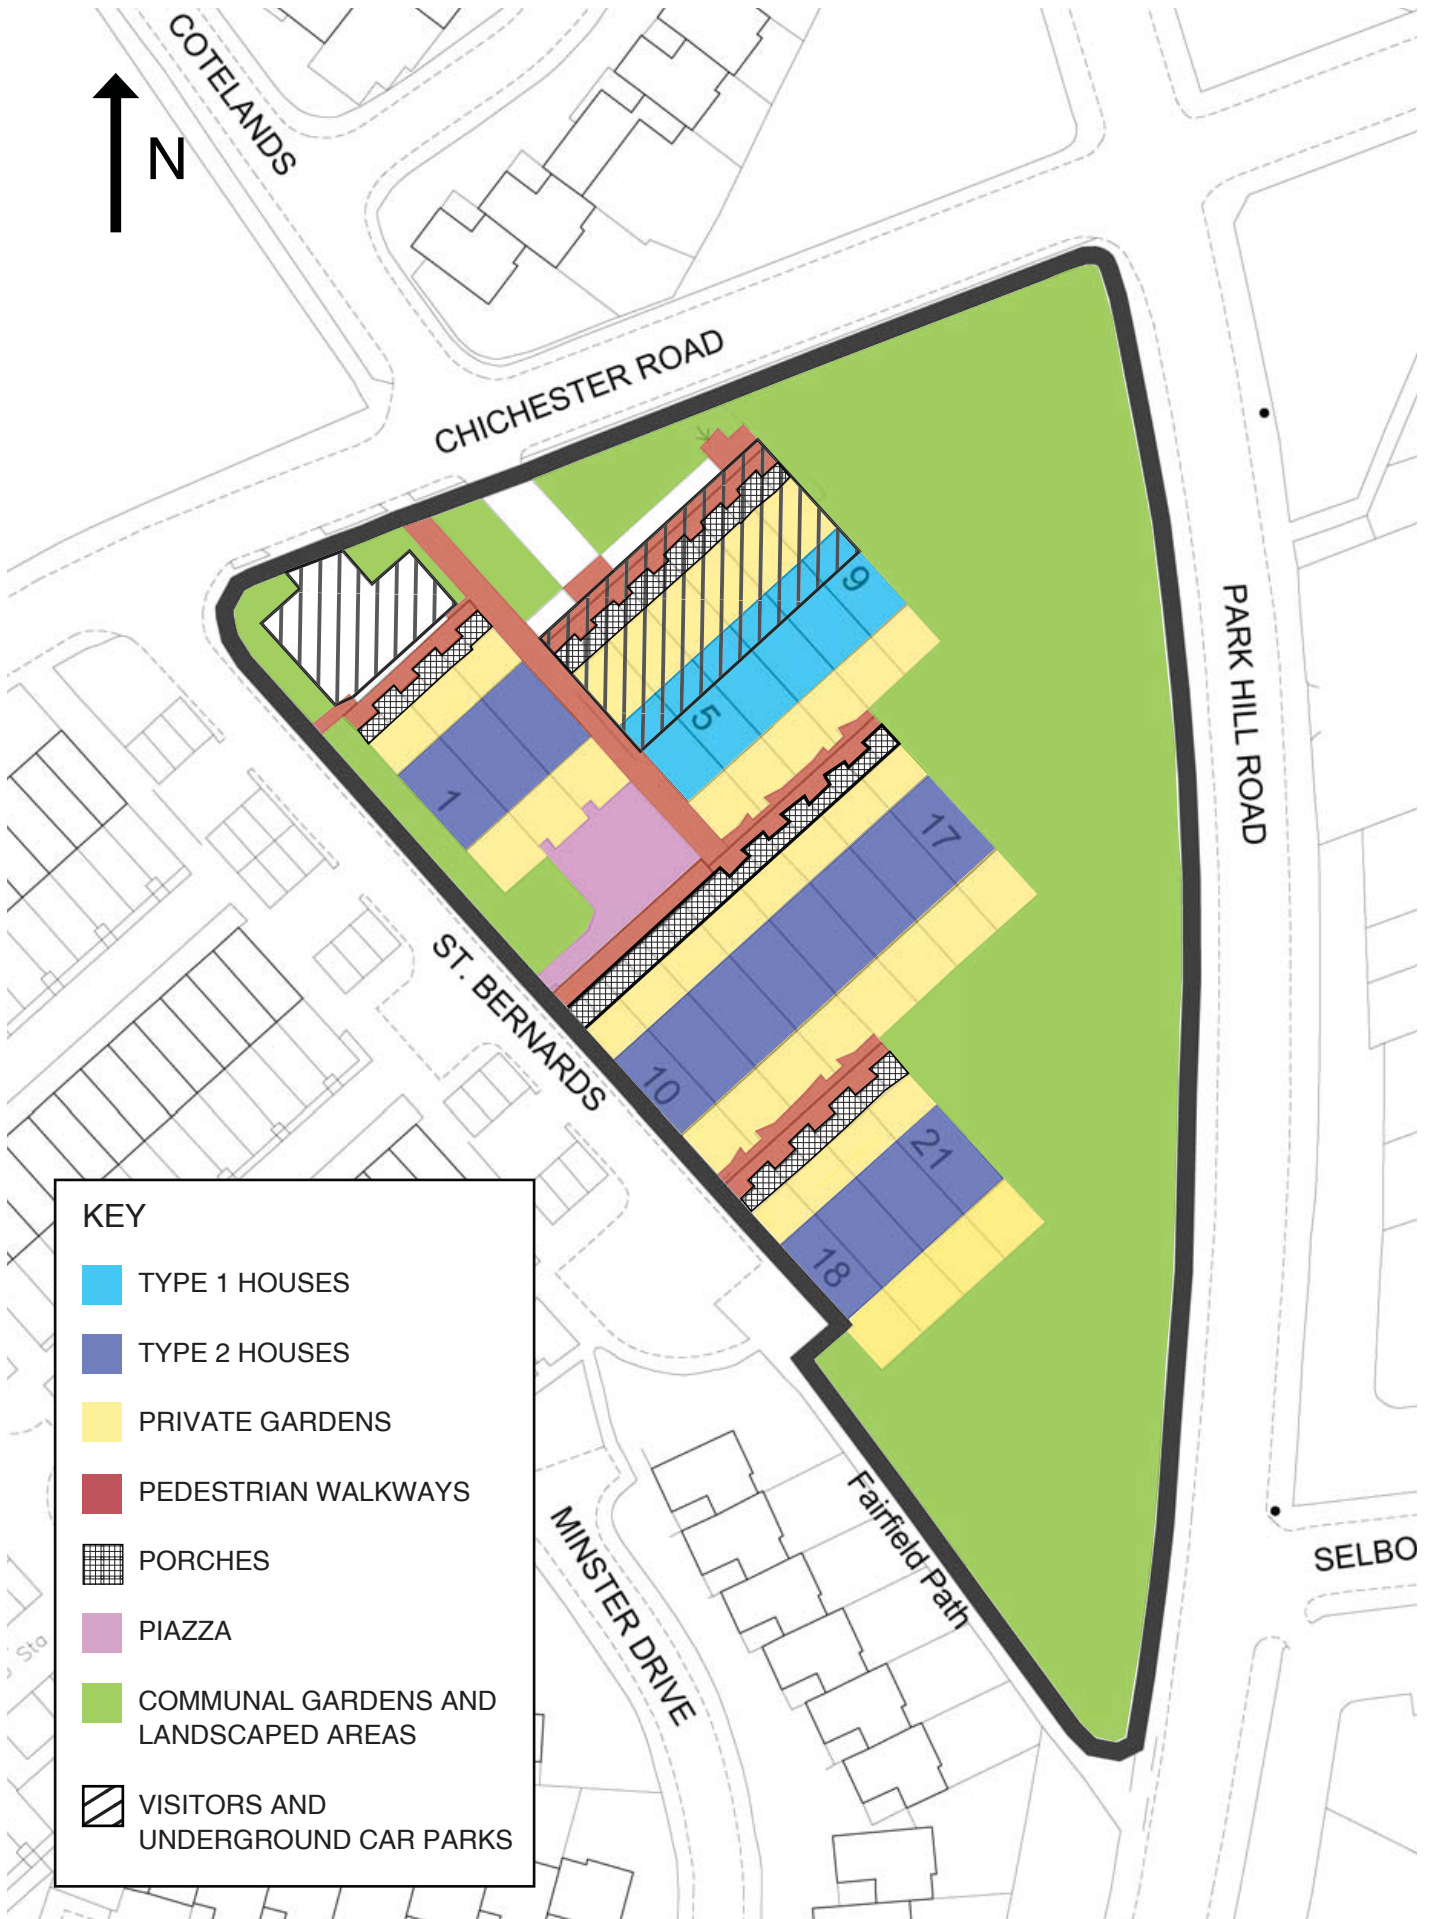 COTELANDS
N
CHICHESTER ROAD
PARK HILL ROAD
9
5
1
17
10
21
18
ST. BERNARDS
Fairfield Path
MINSTER DRIVE
SELBO
Sta
KEY
TYPE 1 HOUSES
TYPE 2 HOUSES
PRIVATE GARDENS
PEDESTRIAN WALKWAYS
PORCHES
PIAZZA
COMMUNAL GARDENS AND
LANDSCAPED AREAS
VISITORS AND
UNDERGROUND CAR PARKS